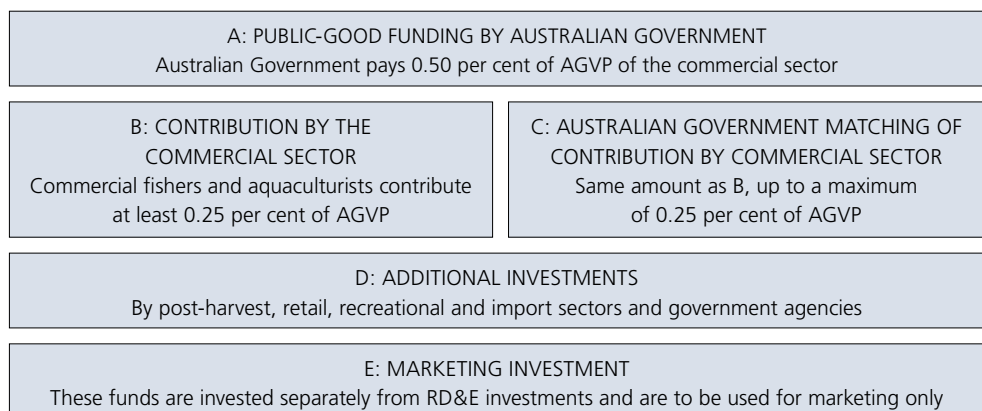 A: PUBLIC-GOOD FUNDING BY AUSTRALIAN GOVERNMENT
Australian Government pays 0.50 per cent of AGVP of the commercial sector
B: CONTRIBUTION BY THE
COMMERCIAL SECTOR
Commercial fishers and aquaculturists contribute
at least 0.25 per cent of AGVP
C: AUSTRALIAN GOVERNMENT MATCHING OF
CONTRIBUTION BY COMMERCIAL SECTOR
Same amount as B, up to a maximum
of 0.25 per cent of AGVP
D: ADDITIONAL INVESTMENTS
By post-harvest, retail, recreational and import sectors and government agencies
E: MARKETING INVESTMENT
These funds are invested separately from RD&E investments and are to be used for marketing only